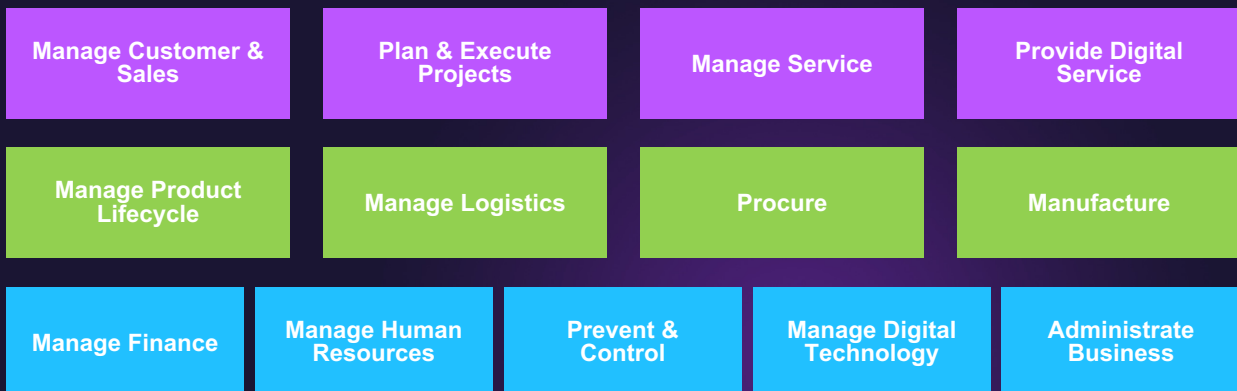 Manage Customer &
Sales
Plan & Execute
Projects
Manage Service
Provide Digital
Service
Manage Product
Lifecycle
Manage Logistics
Procure
Manufacture
Manage Finance
Manage Human
Resources
Prevent &
Control
Manage Digital
Technology
Administrate
Business